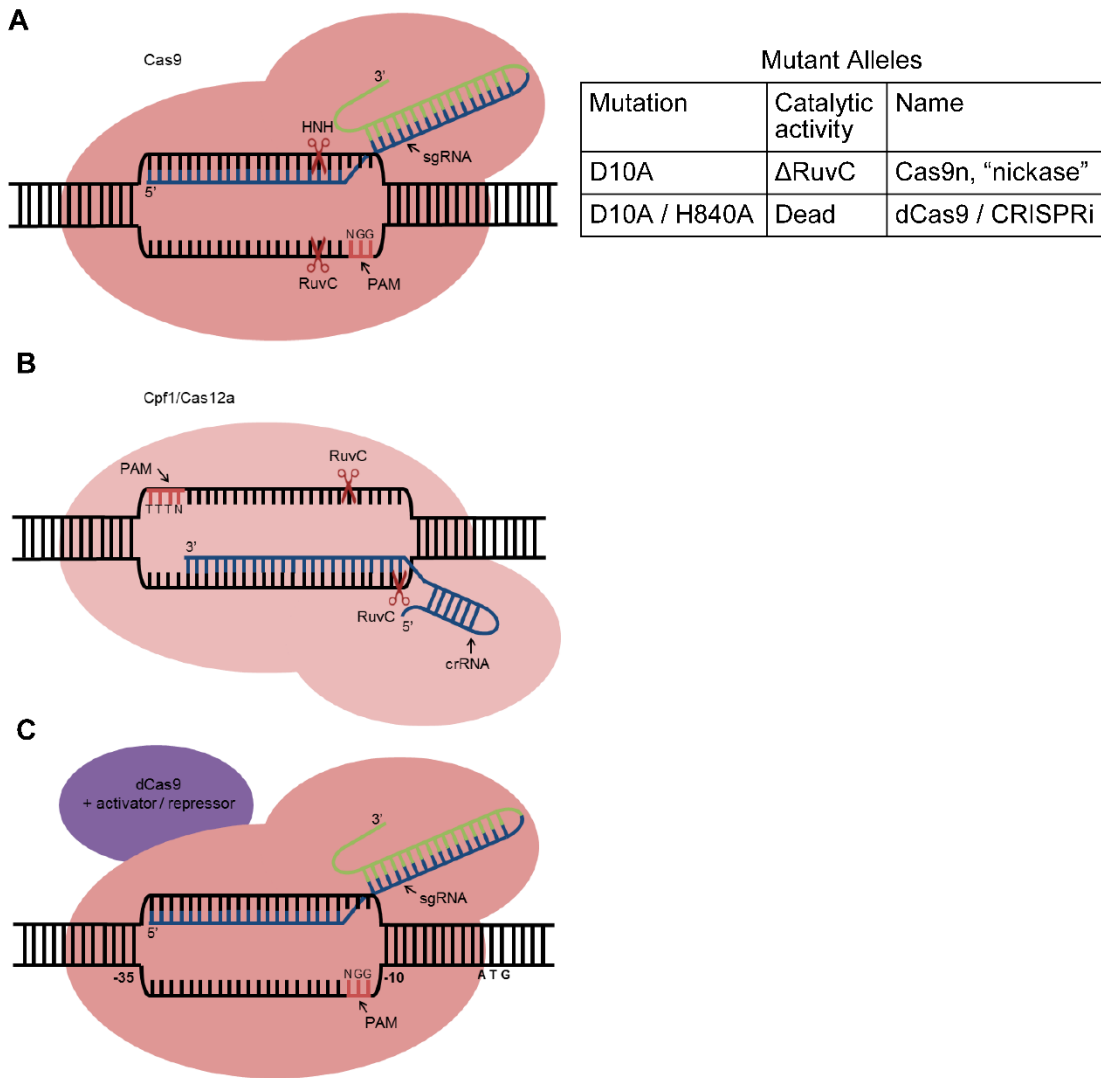 A
Cas9
3'
HNH
sgRNA
5'
NGG
RuvC
PAM
Mutant Alleles
Mutation Catalytic activity Name
D10A ΔRuvC Cas9n, “nickase”
D10A / H840A Dead dCas9 / CRISPRi
B
Cpf1/Cas12a
PAM
RuvC
TTTN
3'
RuvC
5'
crRNA
C
dCas9
+ activator / repressor
3'
sgRNA
5'
-35
NGG
-10
ATG
PAM